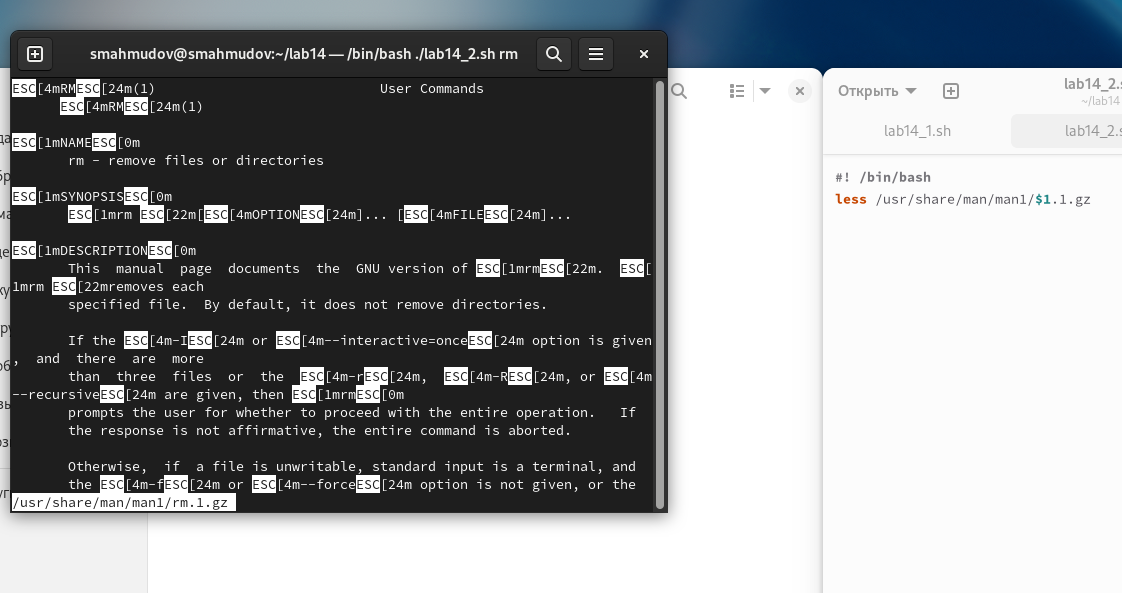 smahmudov@smahmudov:~/lab14 — /bin/bash ./lab14_2.sh rm
ESC[4mRMESC[24m(1) User Commands
ESC[4mRMESC[24m(1)
ESC[1mNAMEESC[0m
rm - remove files or directories
ESC[1mSYNOPSISESC[0m
ESC[1mrm ESC[22m[ESC[4mOPTIONESC[24m]... [ESC[4mFILEESC[24m]...
ESC[1mDESCRIPTIONESC[0m
This manual page documents the GNU version of ESC[1mrmESC[22m. ESC[
1mrm ESC[22mremoves each
specified file. By default, it does not remove directories.
If the ESC[4m-IESC[24m or ESC[4m--interactive=onceESC[24m option is given
, and there are more
than three files or the ESC[4m-rESC[24m, ESC[4m-RESC[24m, or ESC[4m
--recursiveESC[24m are given, then ESC[1mrmESC[0m
prompts the user for whether to proceed with the entire operation. If
the response is not affirmative, the entire command is aborted.
Otherwise, if a file is unwritable, standard input is a terminal, and
the ESC[4m-fESC[24m or ESC[4m--forceESC[24m option is not given, or the
/usr/share/man/man1/rm.1.gz
Открыть
lab14_2.s
~/lab14
lab14_1.sh
lab14_2.s
#! /bin/bash
less /usr/share/man/man1/$1.1.gz